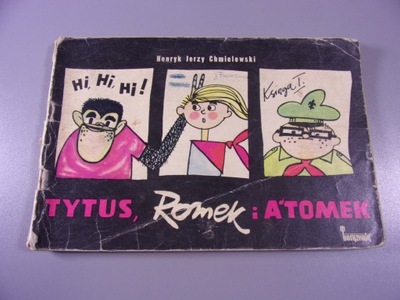 Henryk Jerzy Chmielewski
Hi, Hi, Hi!
Księga I.
TYTUS, Romek i A'TOMEK